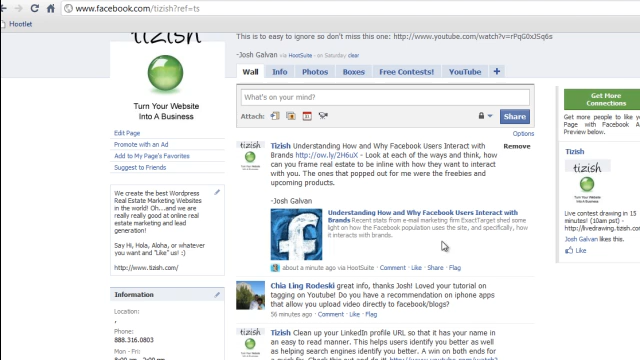 www.facebook.com/tizish?ref=ts
Hootlet
This is easy to ignore so don't miss this one: http://www.youtube.com/watch?v=rPqG0xJSq6s
-Josh Galvan via HootSuite · on Saturday clear
tizish
Turn Your Website
Into A Business
Edit Page
Promote with an Ad
Add to My Page's Favorites
Suggest to Friends
We create the best Wordpress
Real Estate Marketing Websites
in the world! Oh...and we are
really really good at online real
estate marketing and lead
generation!
Say Hi, Hola, Aloha, or whatever
you want and "Like" us! :)
http://www.tizish.com/
Information
Location:
,
Phone:
888.316.0803
Mon - Fri:
Wall Info Photos Boxes Free Contests! YouTube +
What's on your mind?
Attach: 31 Share
Options
tizish
Tizish Understanding How and Why Facebook Users Interact with Remove
Brands http://ow.ly/2H6uX - Look at each of the ways and think, how
can you frame real estate to be inline with how they want to interact
with you. The ones that popped out for me were the freebies and
upcoming products.
-Josh Galvan
Understanding How and Why Facebook Users Interact with
Brands Recent stats from e-mail marketing firm ExactTarget shed some
light on how the Facebook population uses the site, and specifically, how
it interacts with brands.
about a minute ago via HootSuite · Comment · Like · Share · Flag
Chia Ling Rodeski great info, thanks Josh! Loved your tutorial on
tagging on Youtube! Do you have a recommendation on iphone apps
that allow you upload video directly to facebook/blog?
56 minutes ago · Comment · Like · Flag
tizish
Tizish Clean up your LinkedIn profile URL so that it has your name in
an easy to read manner. This helps users identify you better as well
as helping search engines identify you better. A win on both ends for
Get More
Connections
Get more people to like yo
Page with Facebook A
Preview below.
Tizish
tizish
Live contest drawing in 15
minutes! (10am pst) -
http://livedrawing.tizish.co
Josh Galvan likes this.
Like